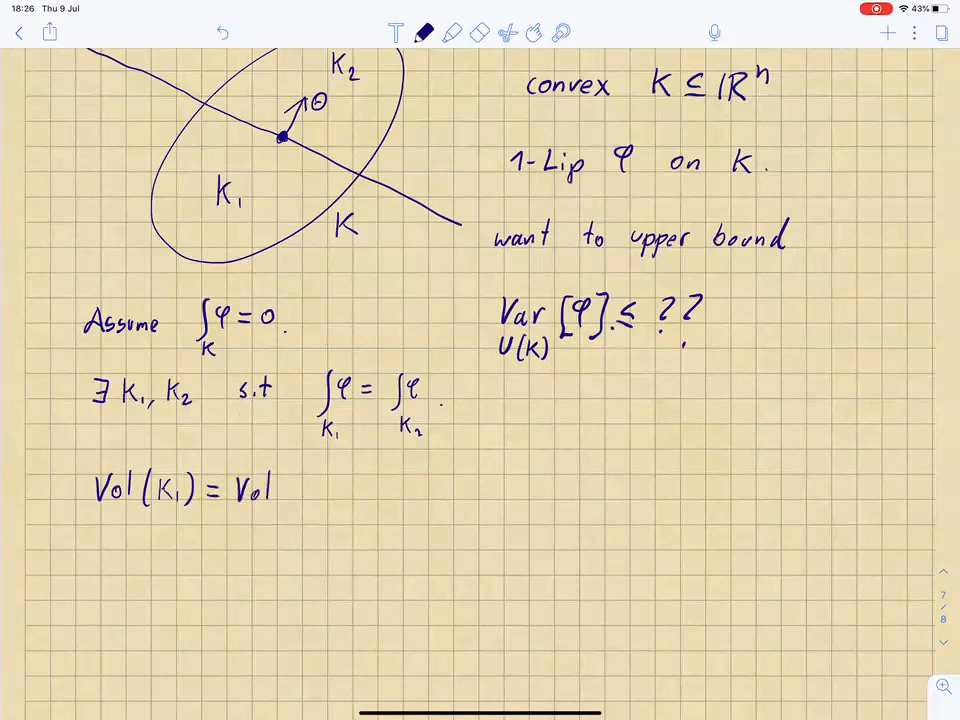 18:26 Thu 9 Jul
43%
T
K₂
θ
K₁
K
convex K ⊆ ℝⁿ
1-Lip φ on K.
want to upper bound
Var [φ] ≤ ??
U(K)
Assume ∫φ = 0.
K
∃ K₁, K₂ s.t ∫φ = ∫φ.
K₁ K₂
Vol(K₁) = Vol
7
/
8